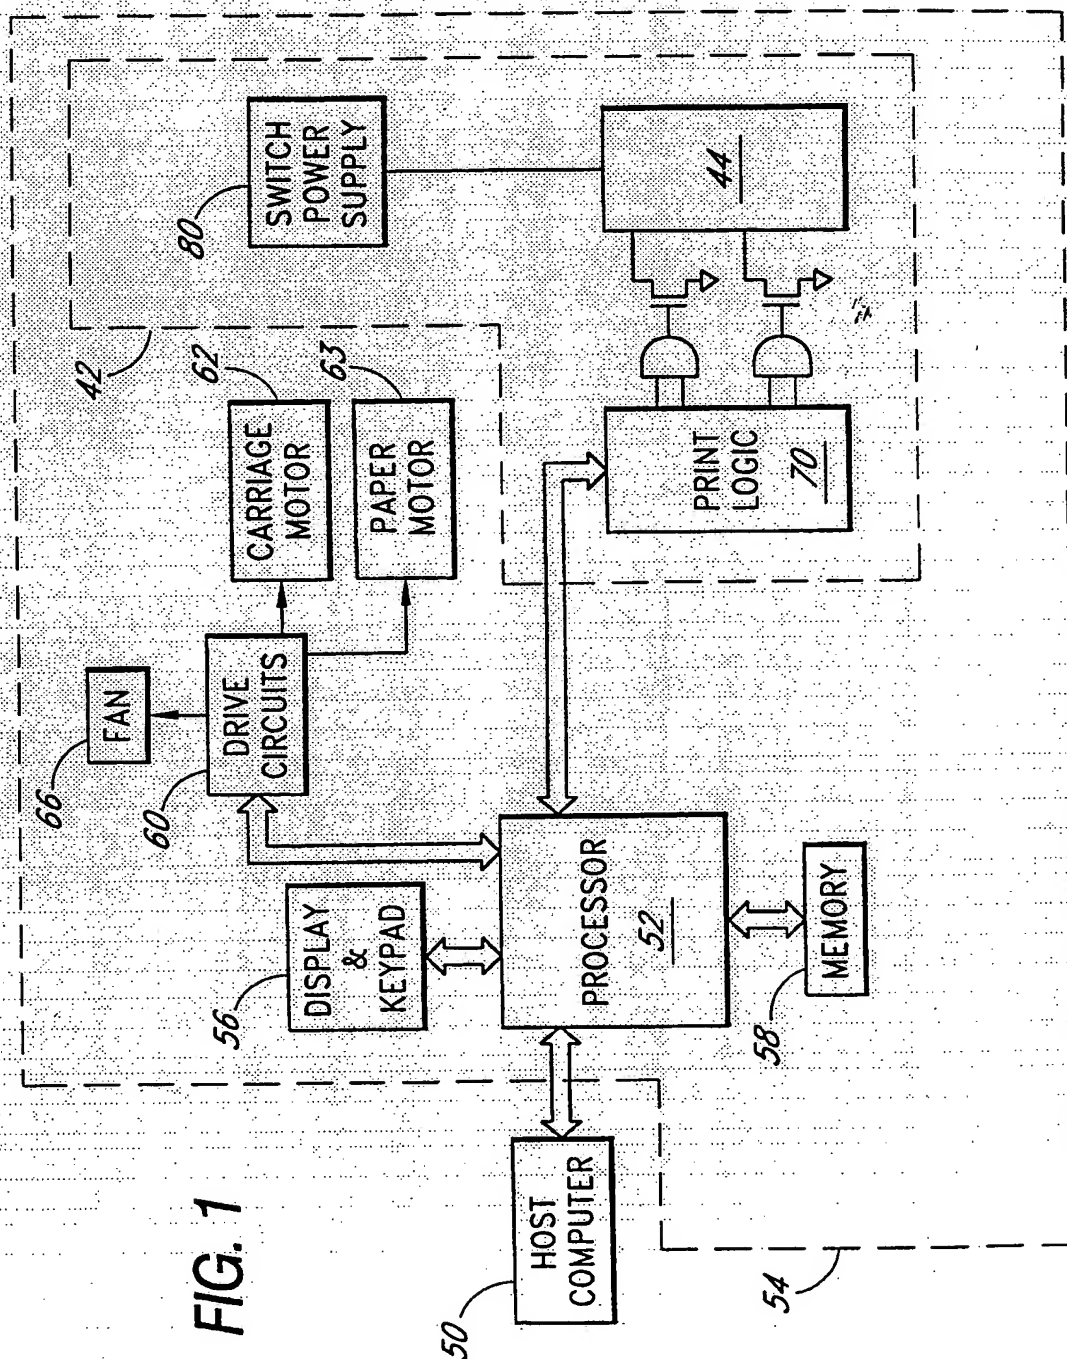 FIG. 1
50
HOST
COMPUTER
54
56
DISPLAY
&
KEYPAD
PROCESSOR
52
58
MEMORY
66
FAN
60
DRIVE
CIRCUITS
62
CARRIAGE
MOTOR
63
PAPER
MOTOR
42
80
SWITCH
POWER
SUPPLY
PRINT
LOGIC
70
44